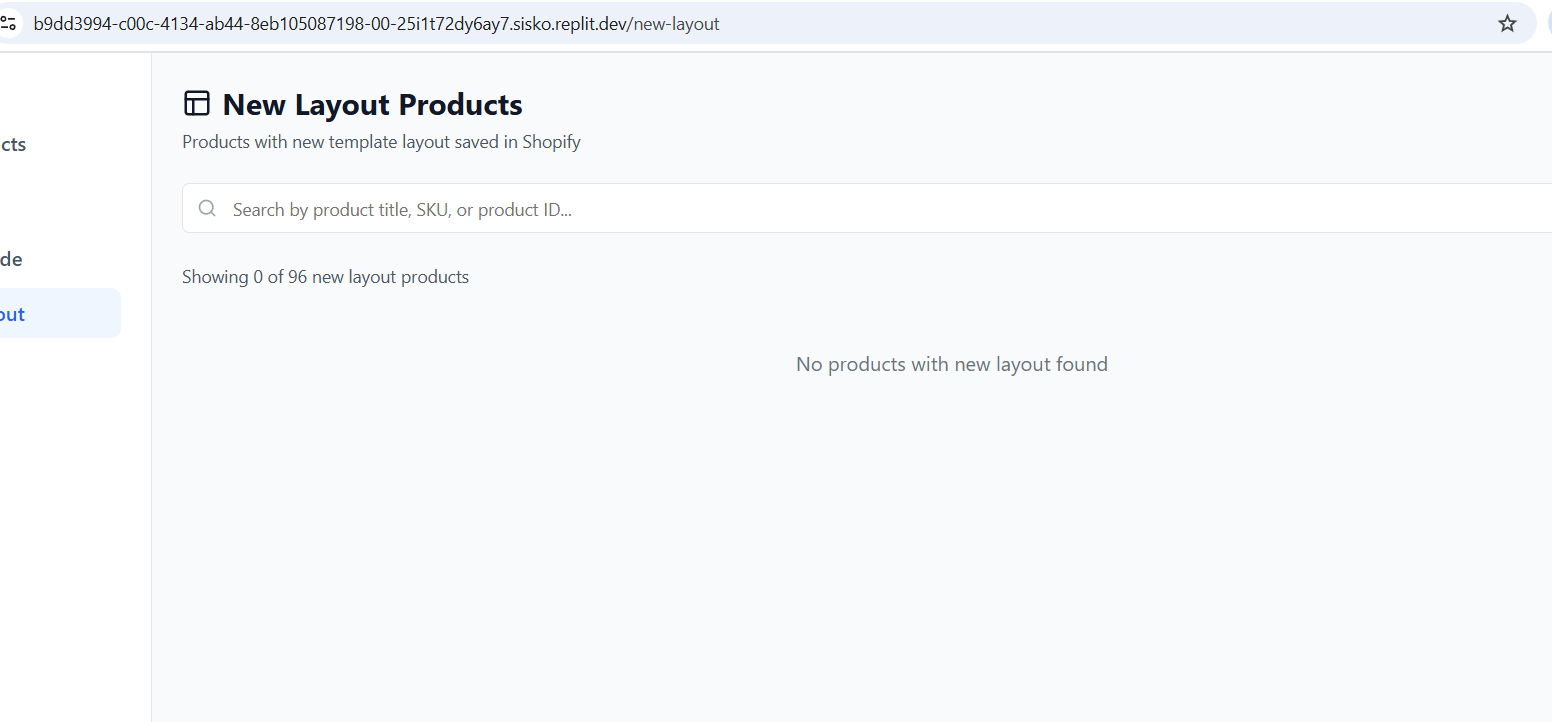 b9dd3994-c00c-4134-ab44-8eb105087198-00-25i1t72dy6ay7.sisko.replit.dev/new-layout
New Layout Products
Products with new template layout saved in Shopify
cts
Search by product title, SKU, or product ID...
de
Showing 0 of 96 new layout products
out
No products with new layout found